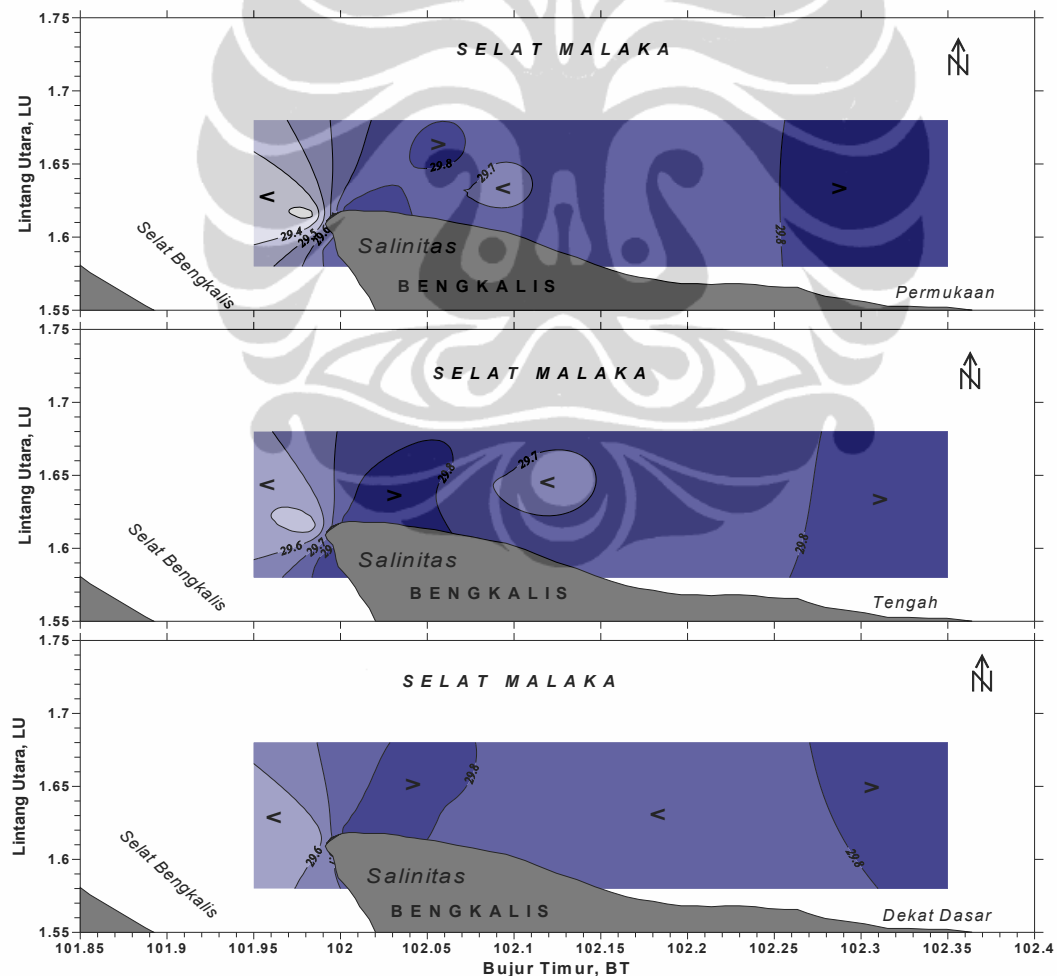 1.75
SELAT MALAKA
N
1.7
Lintang Utara, LU
1.65
> 29.8
29.7
<
>
<
1.6
29.4
29.5
29.6
29.8
Selat Bengkalis
Salinitas
BENGKALIS
Permukaan
1.55
1.75
SELAT MALAKA
N
1.7
Lintang Utara, LU
29.8
29.7
1.65
<
>
<
>
1.6
29.6
29.7
29.8
Selat Bengkalis
Salinitas
BENGKALIS
Tengah
1.55
1.75
SELAT MALAKA
N
1.7
Lintang Utara, LU
29.8
1.65
<
>
<
>
1.6
29.6
29.8
Selat Bengkalis
Salinitas
BENGKALIS
Dekat Dasar
1.55
101.85 101.9 101.95 102 102.05 102.1 102.15 102.2 102.25 102.3 102.35 102.4
Bujur Timur, BT